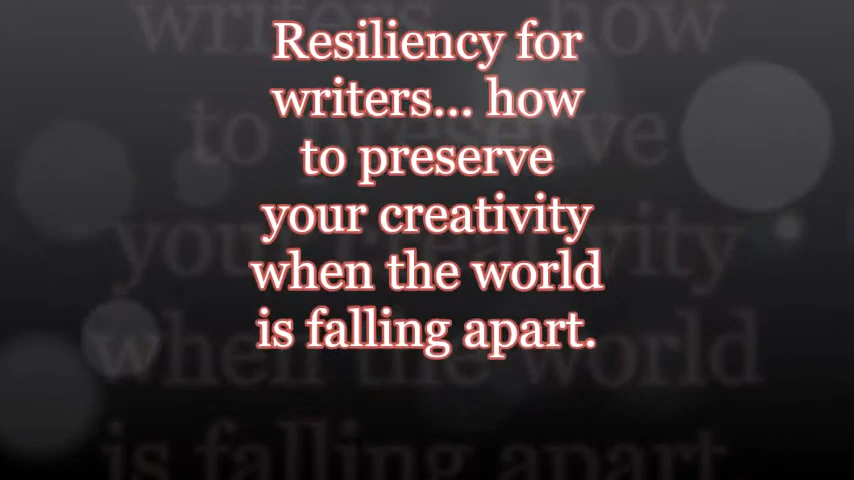 Resiliency for
writers... how
to preserve
your creativity
when the world
is falling apart.